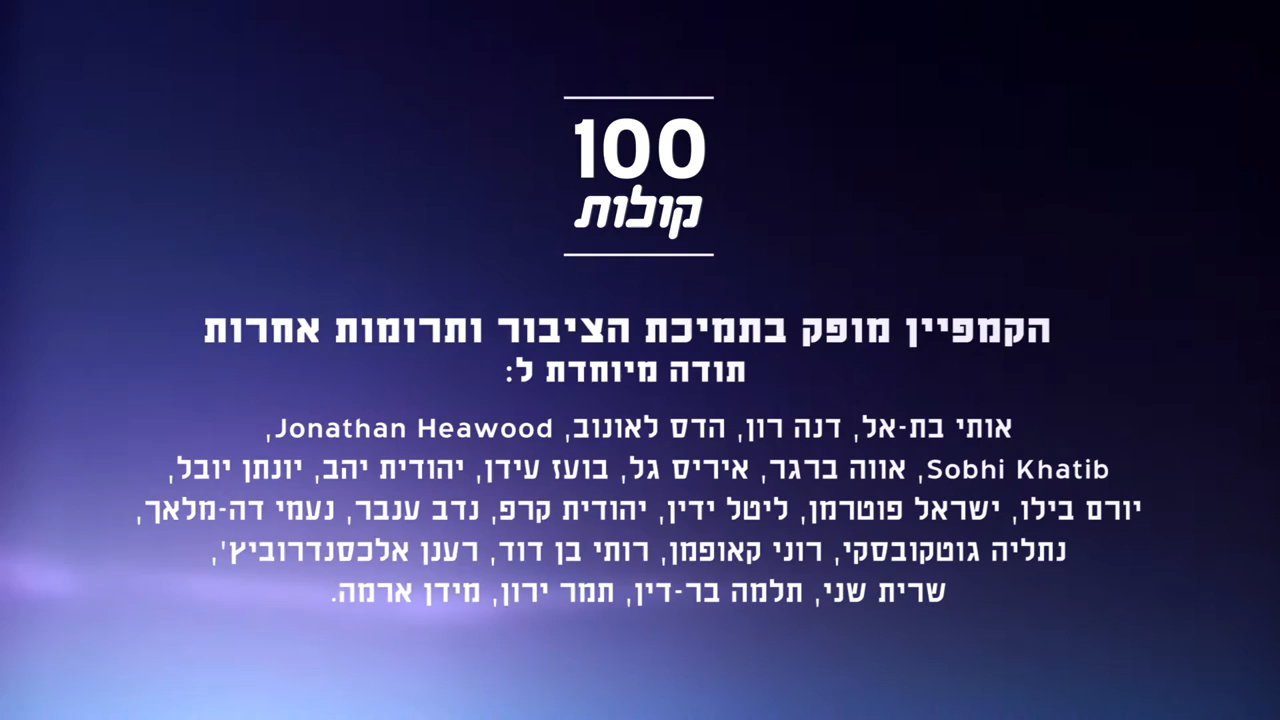 100
קולות
הקמפיין מופק בתמיכת הציבור ותרומות אחרות
תודה מיוחדת ל:
אותי בת-אל, דנה רון, הדס לאונוב, Jonathan Heawood,
Sobhi Khatib, אווה ברגר, איריס גל, בועז עידן, יהודית יהב, יונתן יובל,
יורם בילו, ישראל פוטרמן, ליטל ידין, יהודית קרפ, נדב ענבר, נעמי דה-מלאך,
נתליה גוטקובסקי, רוני קאופמן, רותי בן דוד, רענן אלכסנדרוביץ',
שרית שני, תלמה בר-דין, תמר ירון, מידן ארמה.